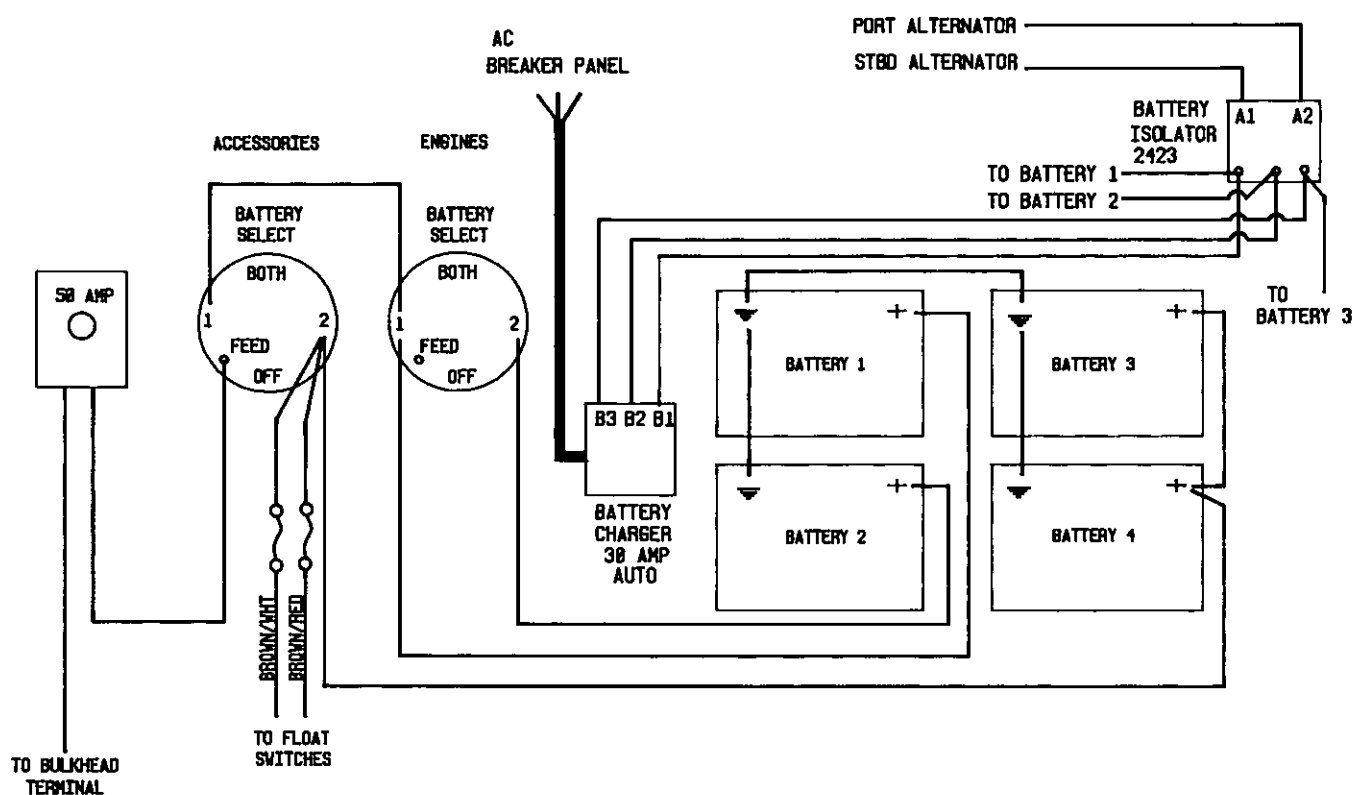 PORT ALTERNATOR
STBD ALTERNATOR
AC
BREAKER PANEL
BATTERY
ISOLATOR
2423
A1
A2
ACCESSORIES
ENGINES
TO BATTERY 1
TO BATTERY 2
BATTERY
SELECT
BATTERY
SELECT
BOTH
BOTH
50 AMP
1
2
1
2
FEED
FEED
OFF
OFF
TO
BATTERY 3
BATTERY 1
BATTERY 3
B3 B2 B1
BATTERY
CHARGER
30 AMP
AUTO
BATTERY 2
BATTERY 4
BROWN/WHT
BROWN/RED
TO FLOAT
SWITCHES
TO BULKHEAD
TERMINAL